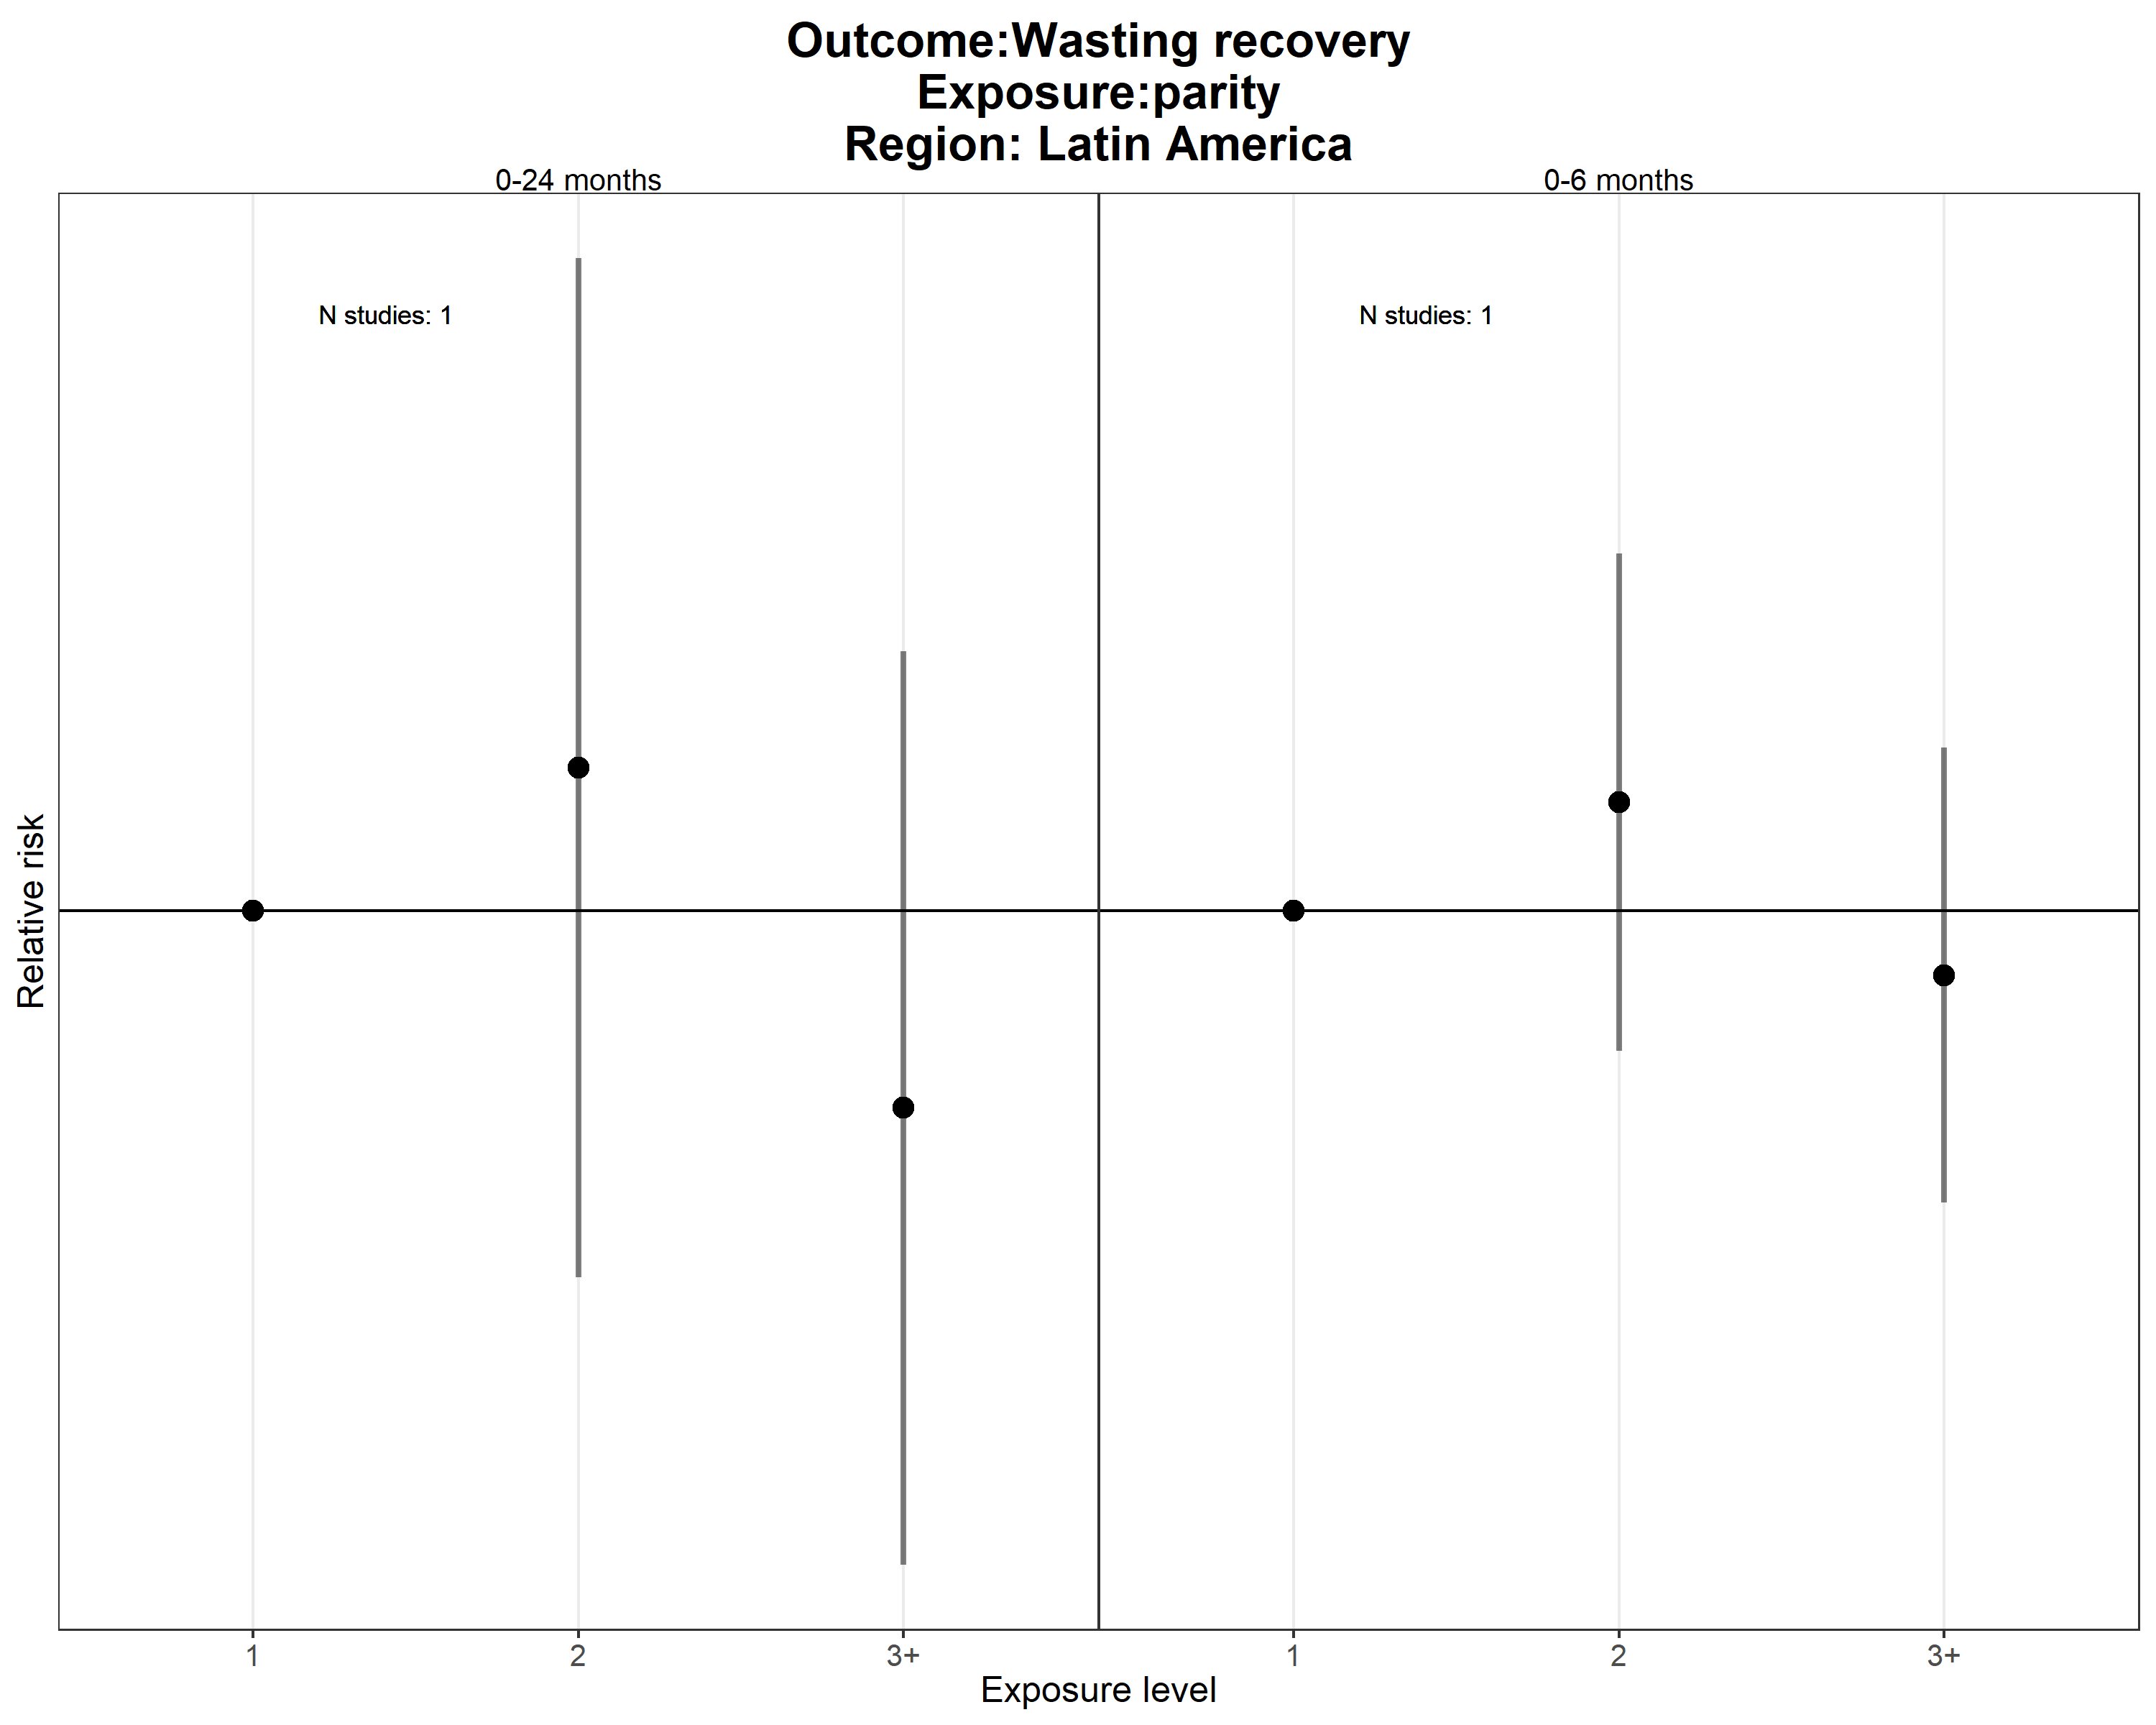 Outcome:Wasting recovery
Exposure:parity
Region: Latin America
0-24 months
0-6 months
N studies: 1
N studies: 1
Relative risk
1
2
3+
1
2
3+
Exposure level